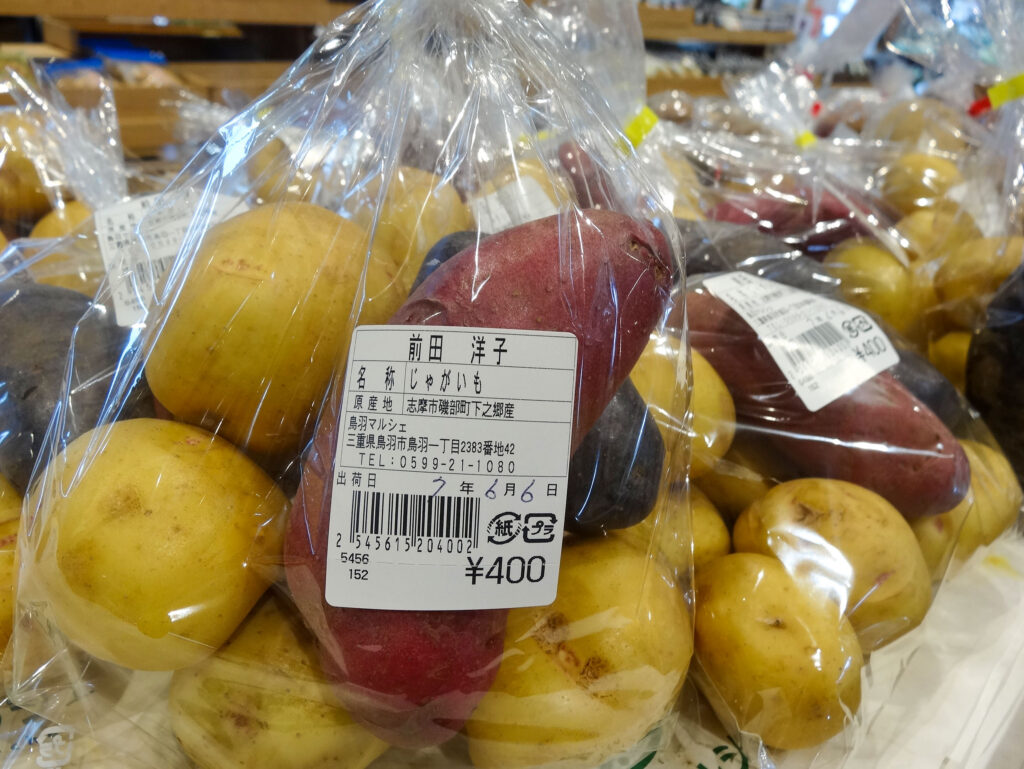 前田 洋子
名称 じゃがいも
原産地 志摩市磯部町下之郷産
鳥羽マルシェ
三重県鳥羽市鳥羽一丁目2383番地42
TEL:0599-21-1080
出荷日 7年6月6日
2 545615 204002
紙 プラ
5456
152
¥400
¥400
152